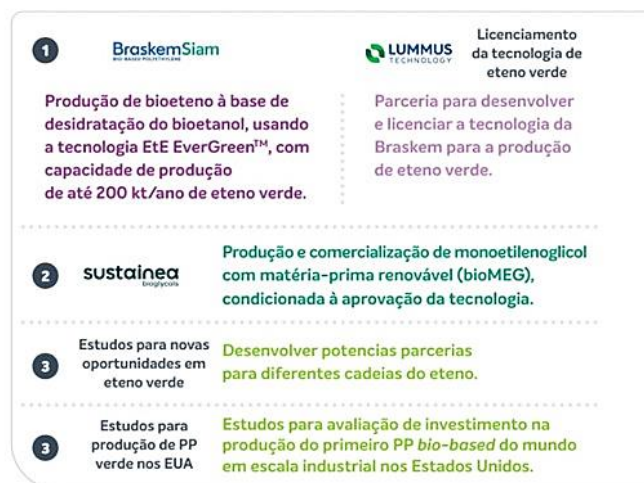 1
BraskemSiam
BIO-BASED POLYETHYLENE
LUMMUS
TECHNOLOGY
Licenciamento
da tecnologia de
eteno verde
Produção de bioeteno à base de
desidratação do bioetanol, usando
a tecnologia EtE EverGreen™, com
capacidade de produção
de até 200 kt/ano de eteno verde.
Parceria para desenvolver
e licenciar a tecnologia da
Braskem para a produção
de eteno verde.
2
sustainea
bioglycols
Produção e comercialização de monoetilenoglicol
com matéria-prima renovável (bioMEG),
condicionada à aprovação da tecnologia.
3
Estudos para novas
oportunidades em
eteno verde
Desenvolver potencias parcerias
para diferentes cadeias do eteno.
3
Estudos para
produção de PP
verde nos EUA
Estudos para avaliação de investimento na
produção do primeiro PP bio-based do mundo
em escala industrial nos Estados Unidos.